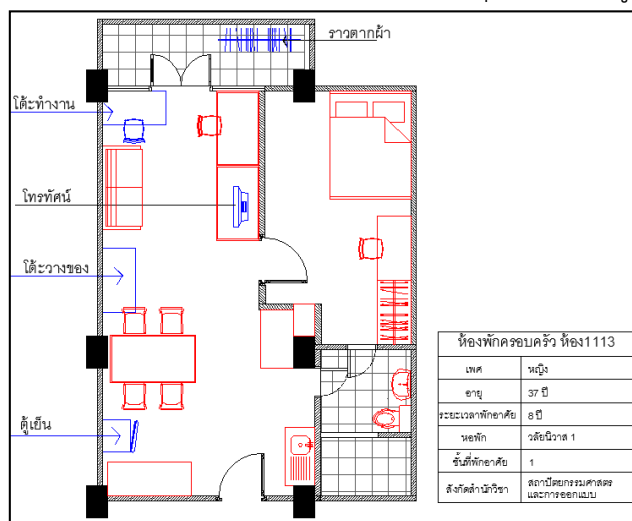 ราวตากผ้า
โต๊ะทำงาน
โทรทัศน์
โต๊ะวางของ
ตู้เย็น
ห้องพักครอบครัว ห้อง1113
เพศ หญิง
อายุ 37 ปี
ระยะเวลาพักอาศัย 8 ปี
หอพัก วลัยนิวาส 1
ชั้นที่พักอาศัย 1
สังกัดสำนักวิชา สถาปัตยกรรมศาสตร
และการออกแบบ